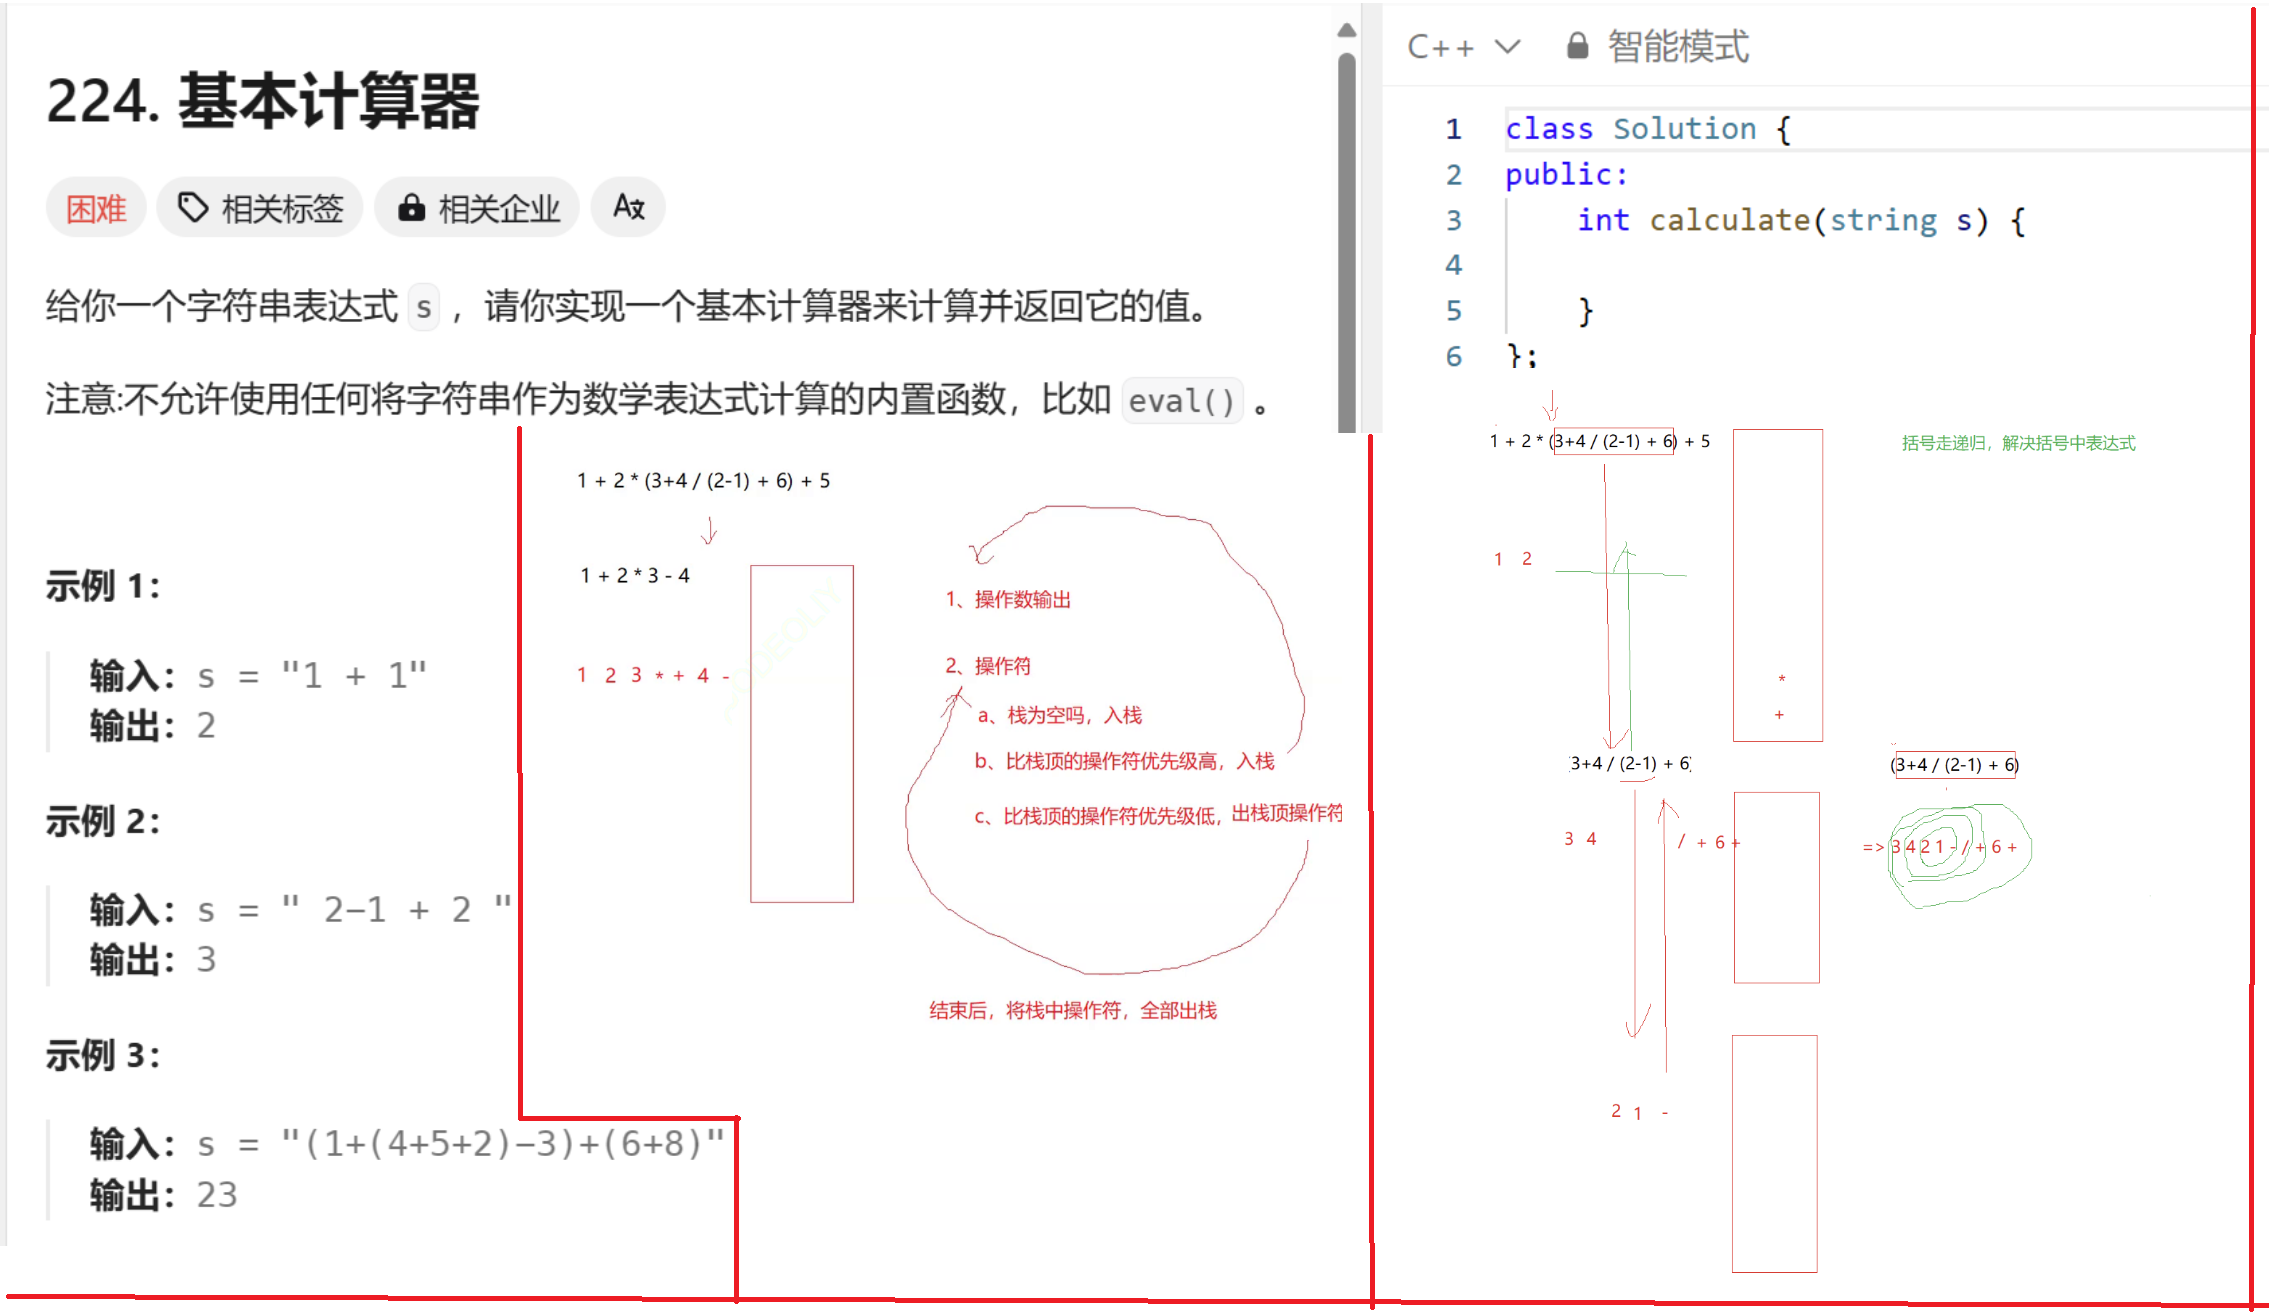 224. 基本计算器
困难 相关标签 相关企业
给你一个字符串表达式 s ，请你实现一个基本计算器来计算并返回它的值。
注意:不允许使用任何将字符串作为数学表达式计算的内置函数，比如 eval() 。
示例 1：
输入：s = "1 + 1"
输出：2
示例 2：
输入：s = " 2-1 + 2 "
输出：3
示例 3：
输入：s = "(1+(4+5+2)-3)+(6+8)"
输出：23
1 + 2 * (3+4 / (2-1) + 6) + 5
1 + 2 * 3 - 4
1 2 3 * + 4 -
1、操作数输出
2、操作符
a、栈为空吗，入栈
b、比栈顶的操作符优先级高，入栈
c、比栈顶的操作符优先级低，出栈顶操作符
结束后，将栈中操作符，全部出栈
C++ 智能模式
1 class Solution {
2 public:
3 int calculate(string s) {
4
5 }
6 };
1 + 2 * (3+4 / (2-1) + 6) + 5
括号走递归，解决括号中表达式
1 2
*
+
3+4 / (2-1) + 6
(3+4 / (2-1) + 6)
3 4 / + 6 +
=> 3 4 2 1 - / + 6 +
2 1 -